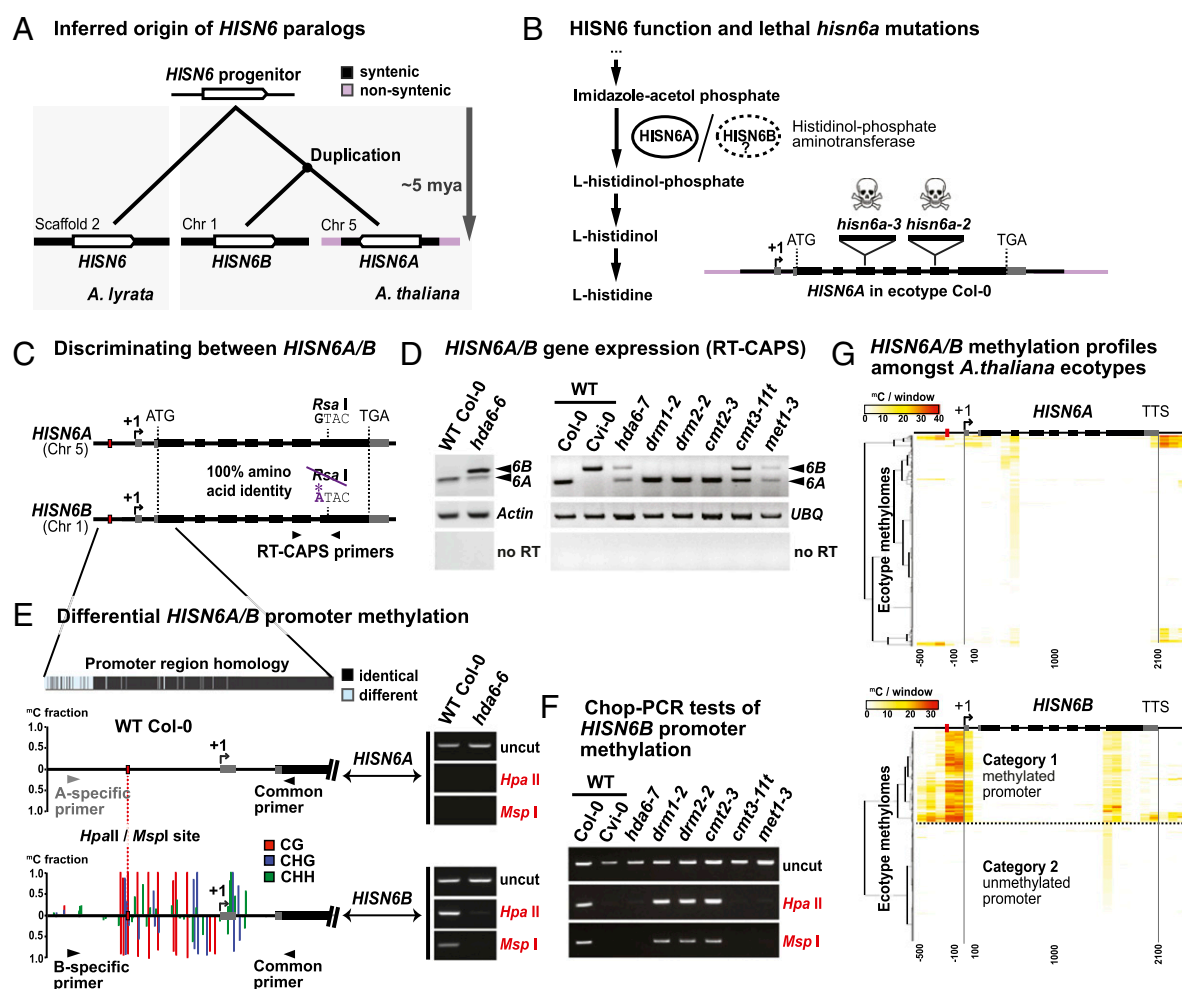 A Inferred origin of HISN6 paralogs
HISN6 progenitor
syntenic
non-syntenic
Duplication
~5 mya
Scaffold 2
Chr 1
Chr 5
HISN6
HISN6B
HISN6A
A. lyrata
A. thaliana
B HISN6 function and lethal hisn6a mutations
...
Imidazole-acetol phosphate
HISN6A
HISN6B
?
Histidinol-phosphate
aminotransferase
L-histidinol-phosphate
L-histidinol
L-histidine
hisn6a-3
hisn6a-2
+1
ATG
TGA
HISN6A in ecotype Col-0
C Discriminating between HISN6A/B
Rsa I
GTAC
+1
ATG
TGA
HISN6A
(Chr 5)
100% amino
acid identity
Rsa I
*
ATAC
+1
HISN6B
(Chr 1)
RT-CAPS primers
D HISN6A/B gene expression (RT-CAPS)
WT Col-0
hda6-6
WT
Col-0
Cvi-0
hda6-7
drm1-2
drm2-2
cmt2-3
cmt3-11t
met1-3
6B
6A
6B
6A
Actin
UBQ
no RT
no RT
E Differential HISN6A/B promoter methylation
Promoter region homology
identical
different
mC fraction
WT Col-0
1.0
0.5
0
0.5
1.0
+1
A-specific
primer
Common
primer
HpaII / MspI site
mC fraction
CG
CHG
CHH
1.0
0.5
0
0.5
1.0
+1
B-specific
primer
Common
primer
WT Col-0
hda6-6
HISN6A
uncut
Hpa II
Msp I
HISN6B
uncut
Hpa II
Msp I
F Chop-PCR tests of
HISN6B promoter
methylation
WT
Col-0
Cvi-0
hda6-7
drm1-2
drm2-2
cmt2-3
cmt3-11t
met1-3
uncut
Hpa II
Msp I
G HISN6A/B methylation profiles
amongst A.thaliana ecotypes
mC / window
0 10 20 30 40
+1
HISN6A
TTS
Ecotype methylomes
-500
-100
100
1000
2100
mC / window
0 10 20 30
+1
HISN6B
TTS
Ecotype methylomes
Category 1
methylated
promoter
Category 2
unmethylated
promoter
-500
-100
100
1000
2100